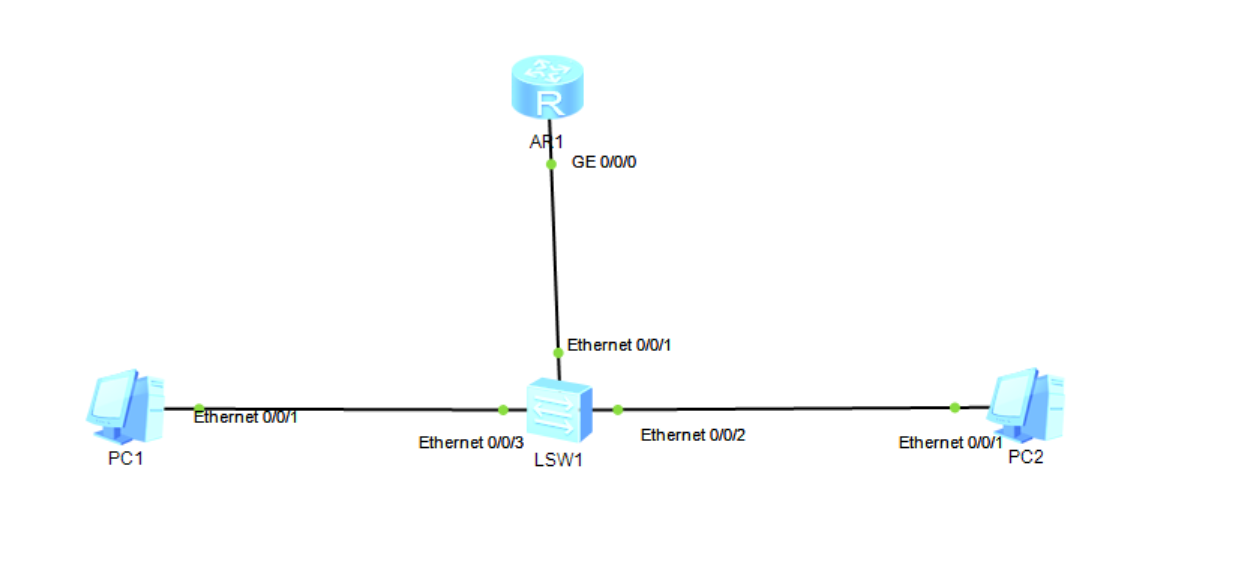 R
AR1
GE 0/0/0
Ethernet 0/0/1
Ethernet 0/0/1
Ethernet 0/0/3
Ethernet 0/0/2
Ethernet 0/0/1
PC1
LSW1
PC2